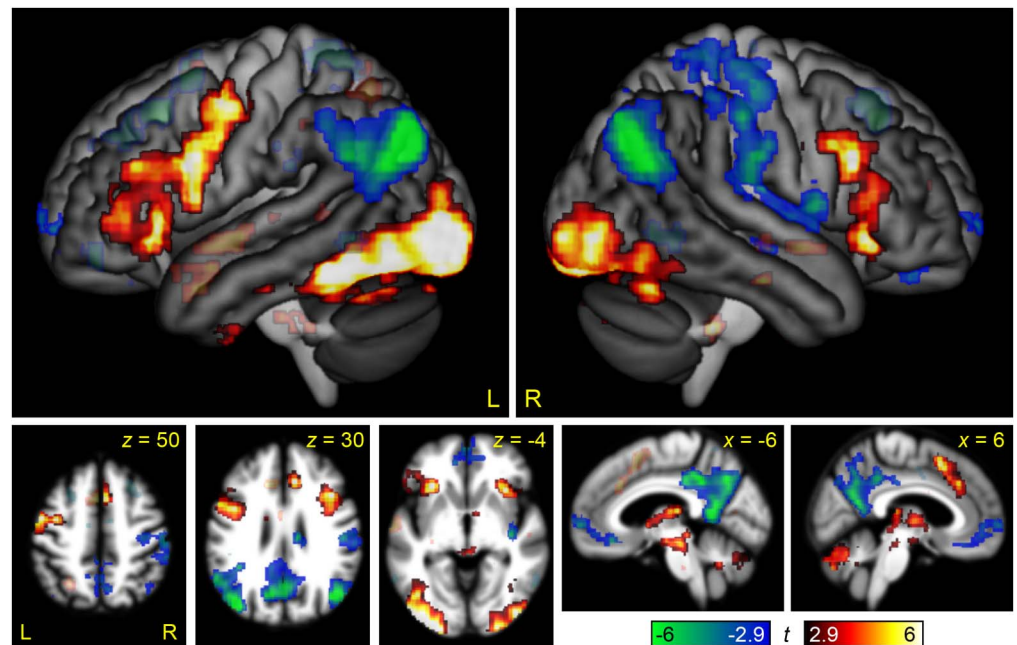 L
R
z = 50
L
R
z = 30
z = -4
x = -6
x = 6
-6 -2.9 t 2.9 6